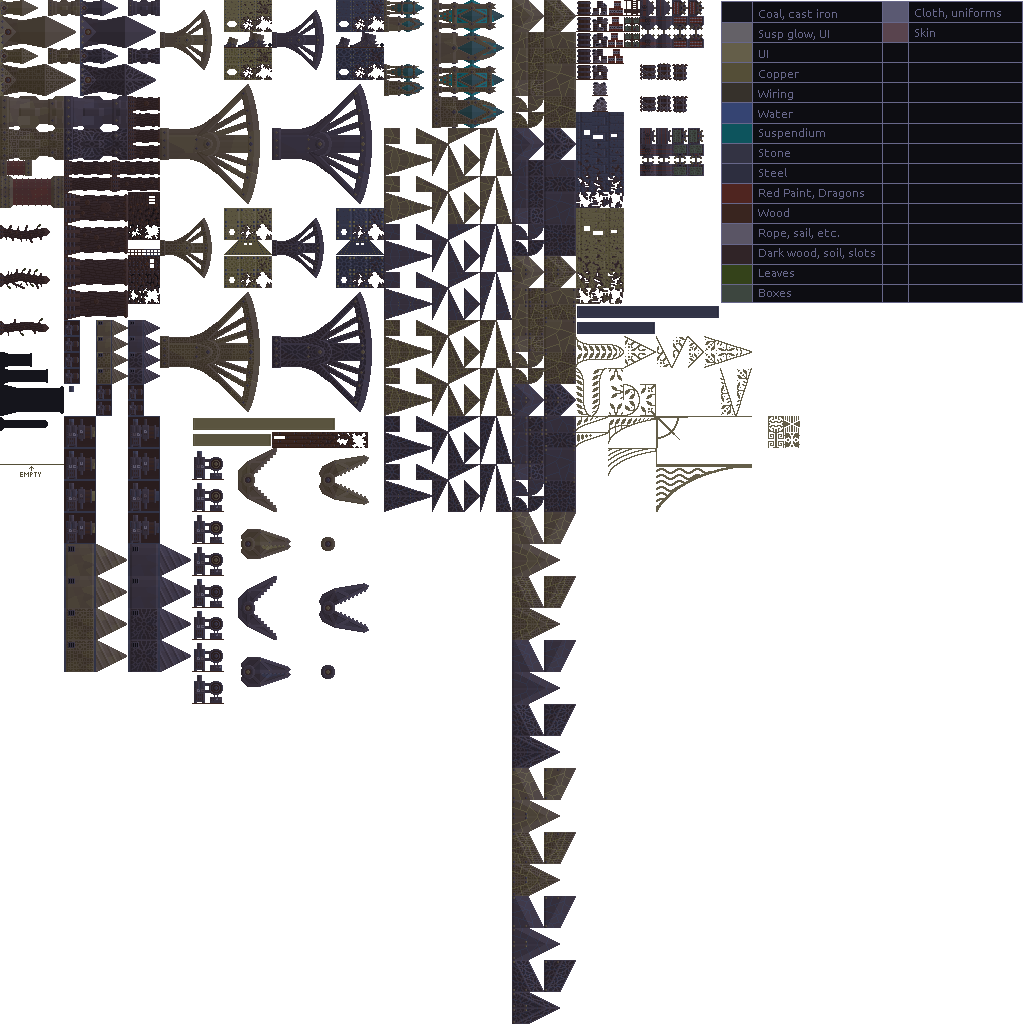 Coal, cast iron
Cloth, uniforms
Susp glow, UI
Skin
UI
Copper
Wiring
Water
Suspendium
Stone
Steel
Red Paint, Dragons
Wood
Rope, sail, etc.
Dark wood, soil, slots
Leaves
Boxes
EMPTY